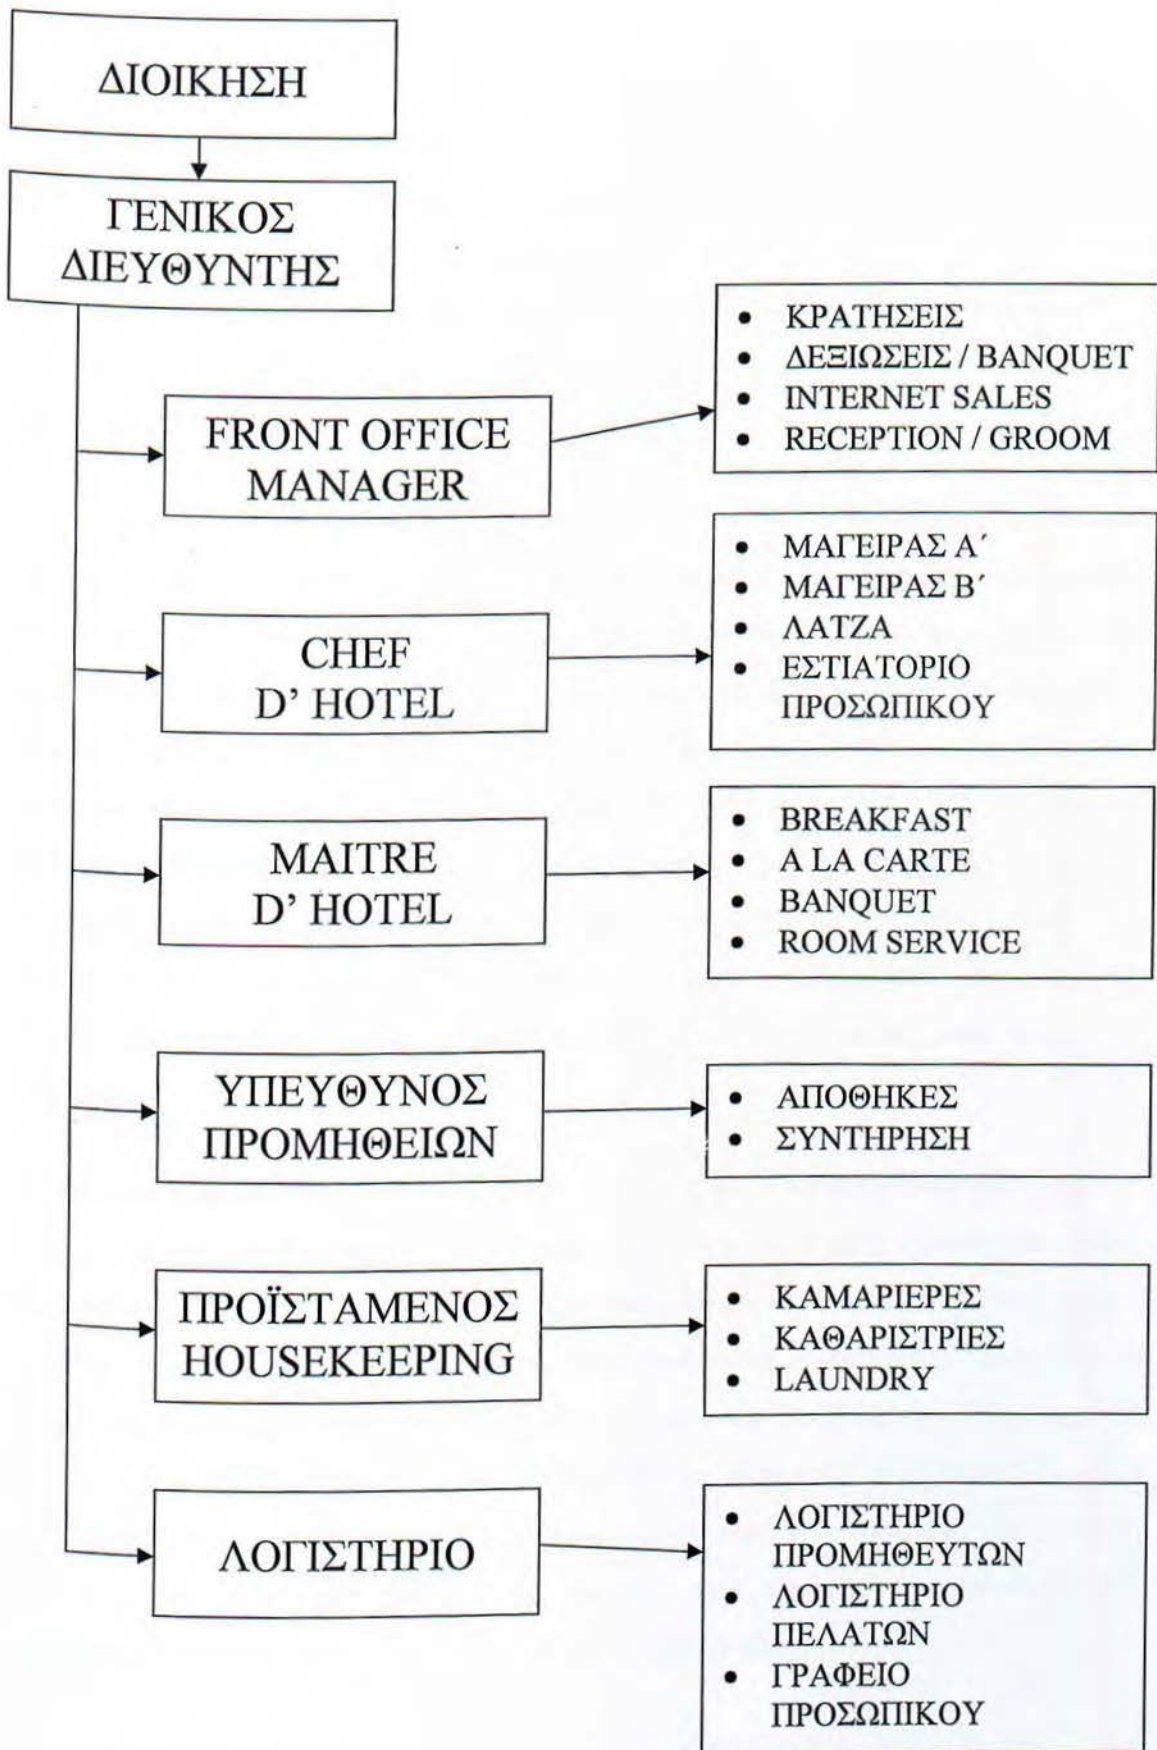 ΔΙΟΙΚΗΣΗ
ΓΕΝΙΚΟΣ
ΔΙΕΥΘΥΝΤΗΣ
FRONT OFFICE
MANAGER
• ΚΡΑΤΗΣΕΙΣ
• ΔΕΞΙΩΣΕΙΣ / BANQUET
• INTERNET SALES
• RECEPTION / GROOM
CHEF
D’ HOTEL
• ΜΑΓΕΙΡΑΣ Α΄
• ΜΑΓΕΙΡΑΣ Β΄
• ΛΑΤΖΑ
• ΕΣΤΙΑΤΟΡΙΟ
ΠΡΟΣΩΠΙΚΟΥ
MAITRE
D’ HOTEL
• BREAKFAST
• A LA CARTE
• BANQUET
• ROOM SERVICE
ΥΠΕΥΘΥΝΟΣ
ΠΡΟΜΗΘΕΙΩΝ
• ΑΠΟΘΗΚΕΣ
• ΣΥΝΤΗΡΗΣΗ
ΠΡΟΪΣΤΑΜΕΝΟΣ
HOUSEKEEPING
• ΚΑΜΑΡΙΕΡΕΣ
• ΚΑΘΑΡΙΣΤΡΙΕΣ
• LAUNDRY
ΛΟΓΙΣΤΗΡΙΟ
• ΛΟΓΙΣΤΗΡΙΟ
ΠΡΟΜΗΘΕΥΤΩΝ
• ΛΟΓΙΣΤΗΡΙΟ
ΠΕΛΑΤΩΝ
• ΓΡΑΦΕΙΟ
ΠΡΟΣΩΠΙΚΟΥ